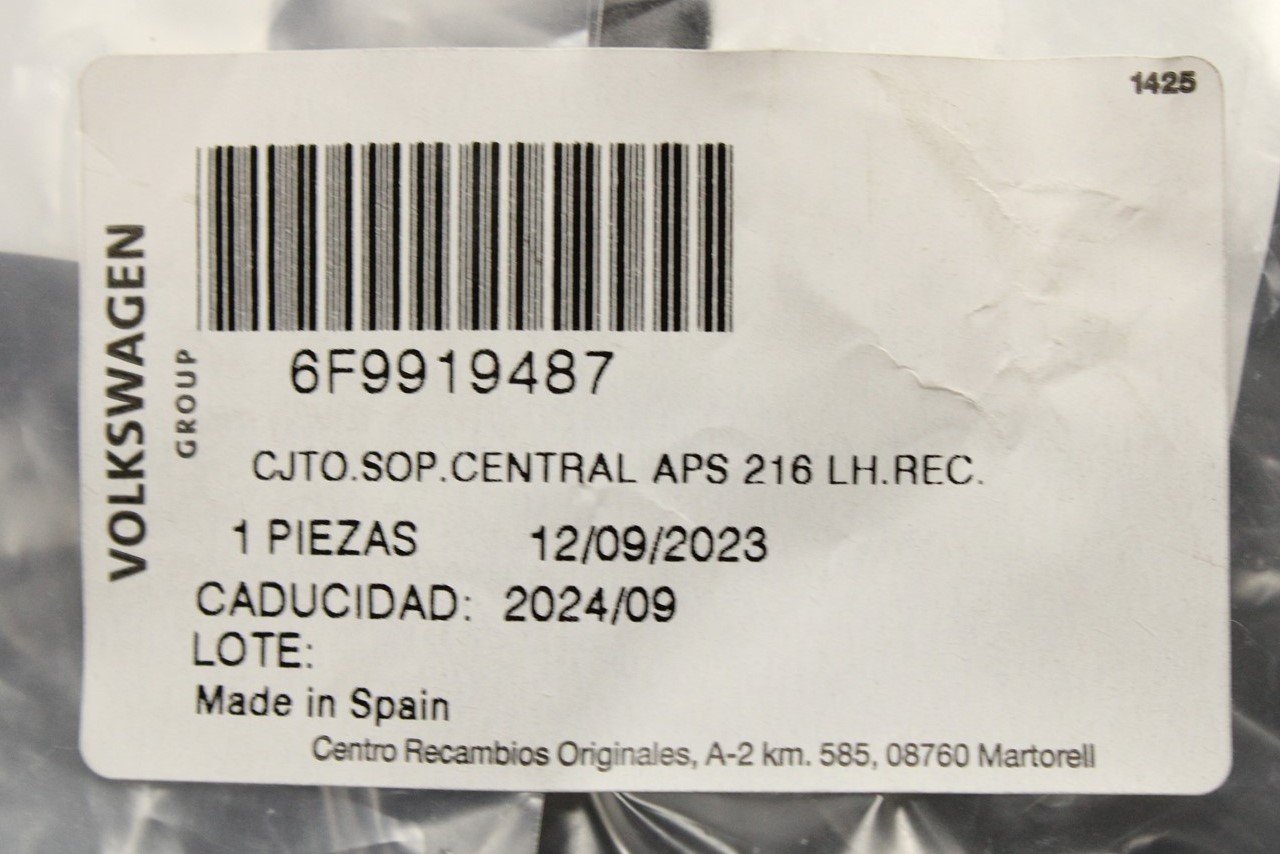 1425
VOLKSWAGEN
GROUP
6F9919487
CJTO.SOP.CENTRAL APS 216 LH.REC.
1 PIEZAS 12/09/2023
CADUCIDAD: 2024/09
LOTE:
Made in Spain
Centro Recambios Originales, A-2 km. 585, 08760 Martorell